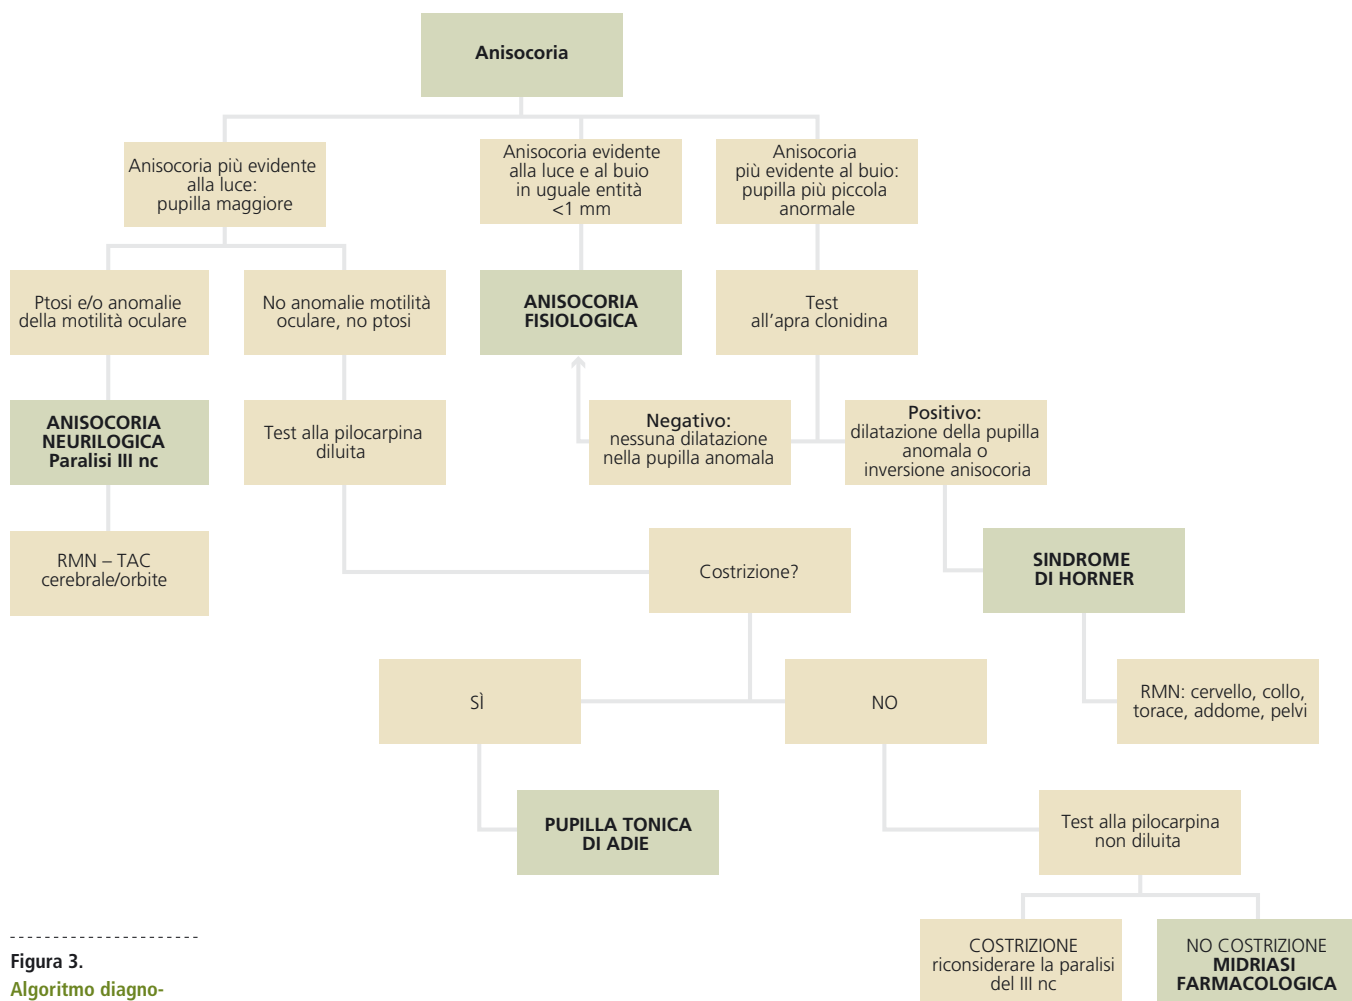 Anisocoria
Anisocoria più evidente
alla luce:
pupilla maggiore
Anisocoria evidente
alla luce e al buio
in uguale entità
<1 mm
Anisocoria
più evidente al buio:
pupilla più piccola
anormale
Ptosi e/o anomalie
della motilità oculare
No anomalie motilità
oculare, no ptosi
ANISOCORIA
FISIOLOGICA
Test
all'apra clonidina
ANISOCORIA
NEURILOGICA
Paralisi III nc
Test alla pilocarpina
diluita
Negativo:
nessuna dilatazione
nella pupilla anomala
Positivo:
dilatazione della pupilla
anomala o
inversione anisocoria
RMN – TAC
cerebrale/orbite
Costrizione?
SINDROME
DI HORNER
SÌ
NO
RMN: cervello, collo,
torace, addome, pelvi
PUPILLA TONICA
DI ADIE
Test alla pilocarpina
non diluita
COSTRIZIONE
riconsiderare la paralisi
del III nc
NO COSTRIZIONE
MIDRIASI
FARMACOLOGICA
Figura 3.
Algoritmo diagno-